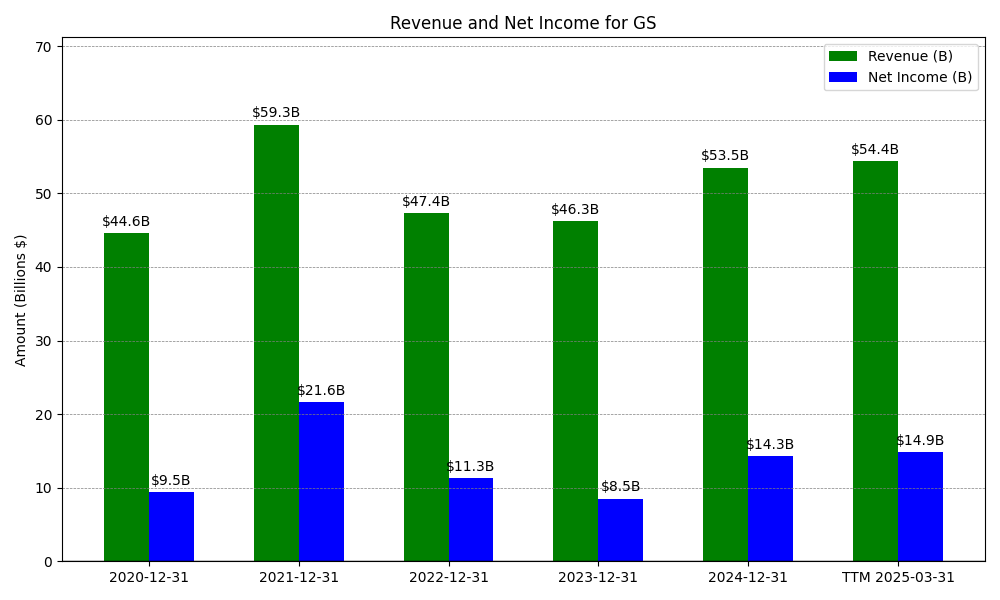 Revenue and Net Income for GS
Revenue (B)
Net Income (B)
Amount (Billions $)
70
60
50
40
30
20
10
0
$44.6B
$9.5B
$59.3B
$21.6B
$47.4B
$11.3B
$46.3B
$8.5B
$53.5B
$14.3B
$54.4B
$14.9B
2020-12-31
2021-12-31
2022-12-31
2023-12-31
2024-12-31
TTM 2025-03-31